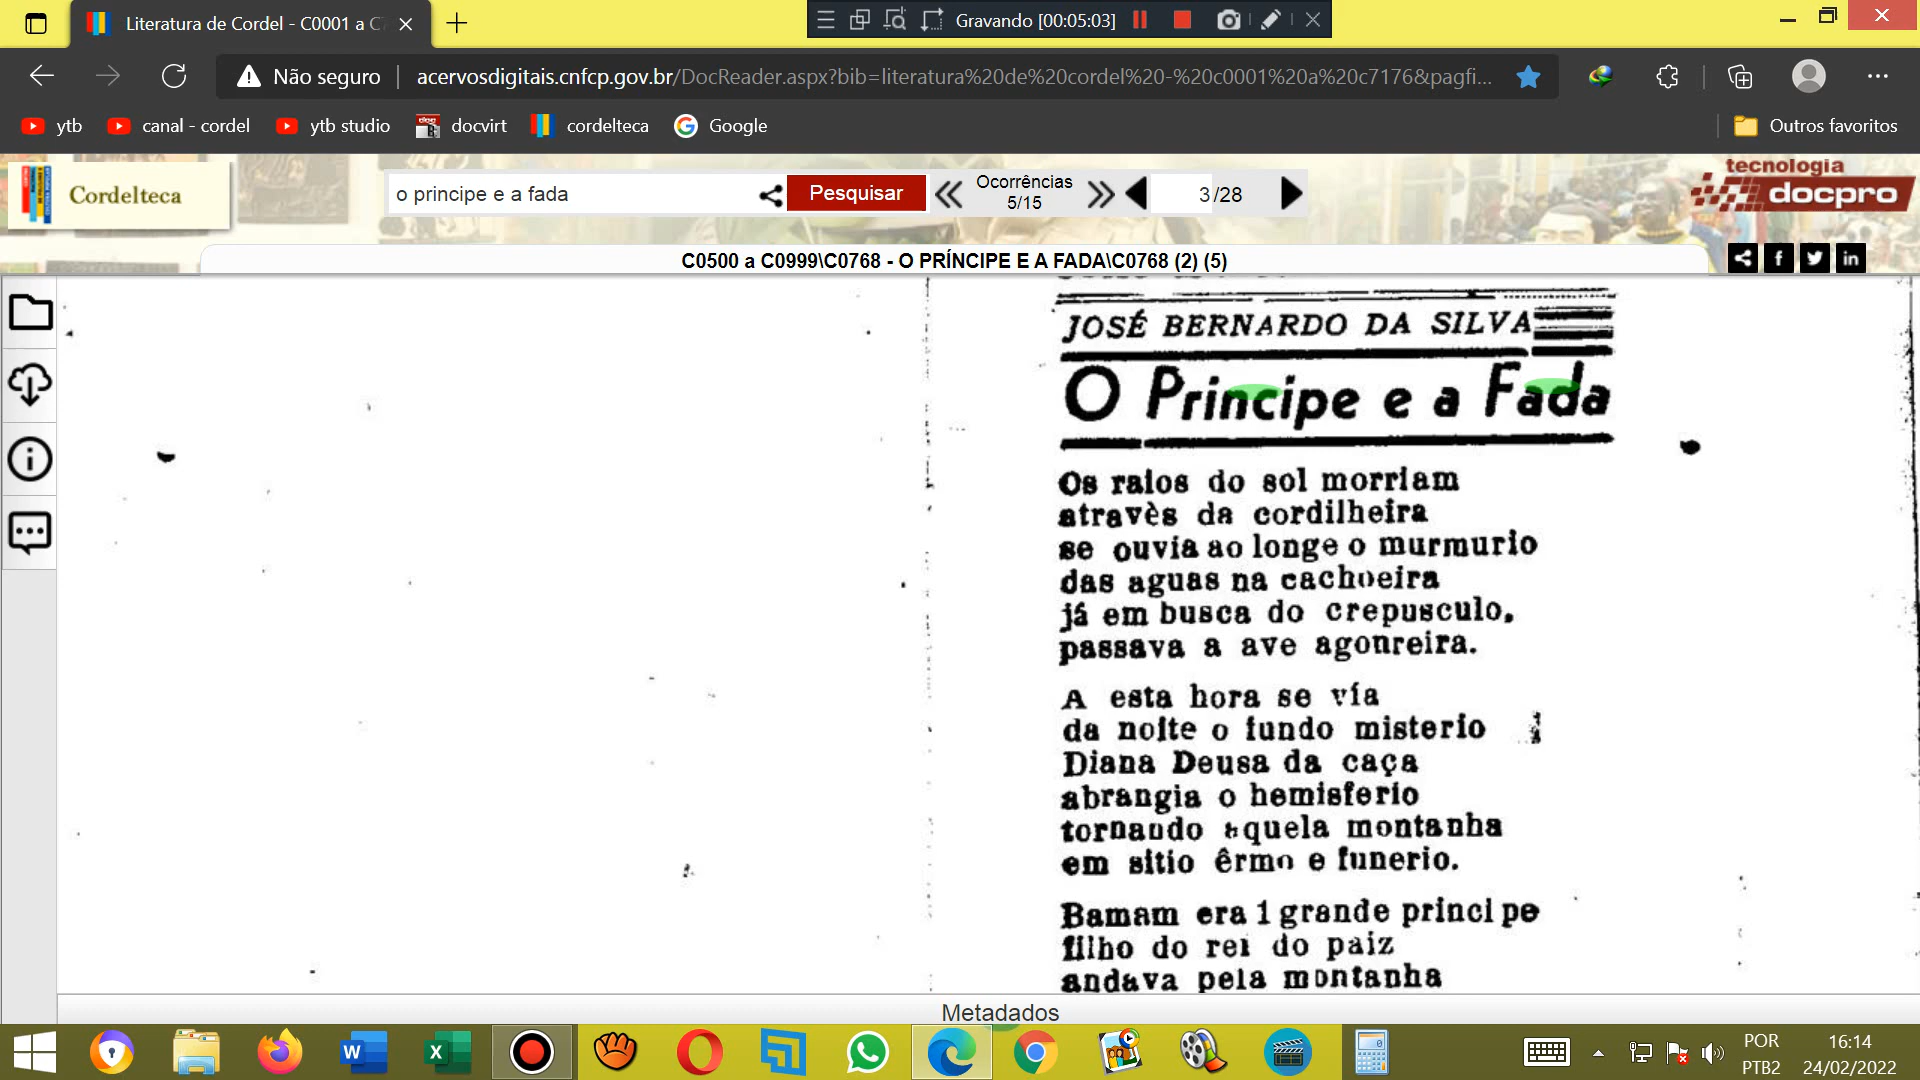 Literatura de Cordel - C0001 a C7
Gravando [00:05:03]
Não seguro
acervosdigitais.cnfcp.gov.br/DocReader.aspx?bib=literatura%20de%20cordel%20-%20c0001%20a%20c7176&pagfi...
ytb
canal - cordel
ytb studio
docvirt
cordelteca
Google
Outros favoritos
Cordelteca
o principe e a fada
Pesquisar
Ocorrências
5/15
3 /28
tecnologia
docpro
C0500 a C0999\C0768 - O PRÍNCIPE E A FADA\C0768 (2) (5)
JOSÉ BERNARDO DA SILVA
O Principe e a Fada
Os raios do sol morriam
atravès da cordilheira
se ouvia ao longe o murmurio
das aguas na cachoeira
já em busca do crepusculo,
passava a ave agoureira.
A esta hora se vía
da noite o fundo misterio
Diana Deusa da caça
abrangia o hemisferio
tornando aquela montanha
em sitio êrmo e funerio.
Bamam era 1 grande principe
filho do rei do paiz
andava pela montanha
Metadados
POR
PTB2
16:14
24/02/2022